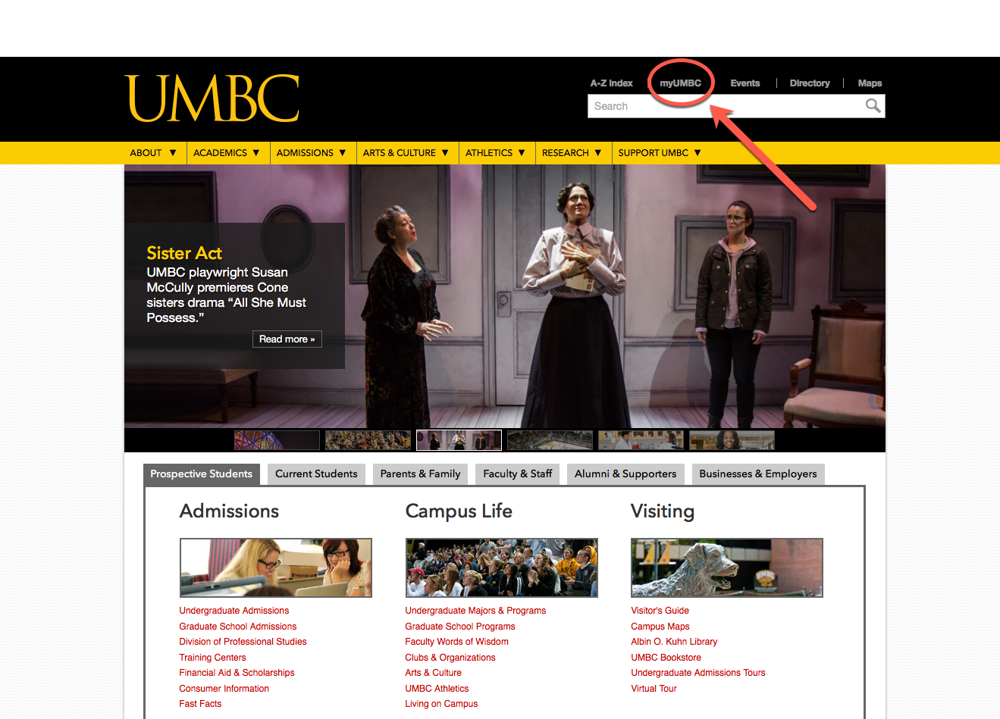 UMBC
A-Z Index myUMBC Events Directory Maps
Search
ABOUT ▼ ACADEMICS ▼ ADMISSIONS ▼ ARTS & CULTURE ▼ ATHLETICS ▼ RESEARCH ▼ SUPPORT UMBC ▼
Sister Act
UMBC playwright Susan
McCully premieres Cone
sisters drama “All She Must
Possess.”
Read more »
Prospective Students Current Students Parents & Family Faculty & Staff Alumni & Supporters Businesses & Employers
Admissions
Undergraduate Admissions
Graduate School Admissions
Division of Professional Studies
Training Centers
Financial Aid & Scholarships
Consumer Information
Fast Facts
Campus Life
Undergraduate Majors & Programs
Graduate School Programs
Faculty Words of Wisdom
Clubs & Organizations
Arts & Culture
UMBC Athletics
Living on Campus
Visiting
Visitor's Guide
Campus Maps
Albin O. Kuhn Library
UMBC Bookstore
Undergraduate Admissions Tours
Virtual Tour